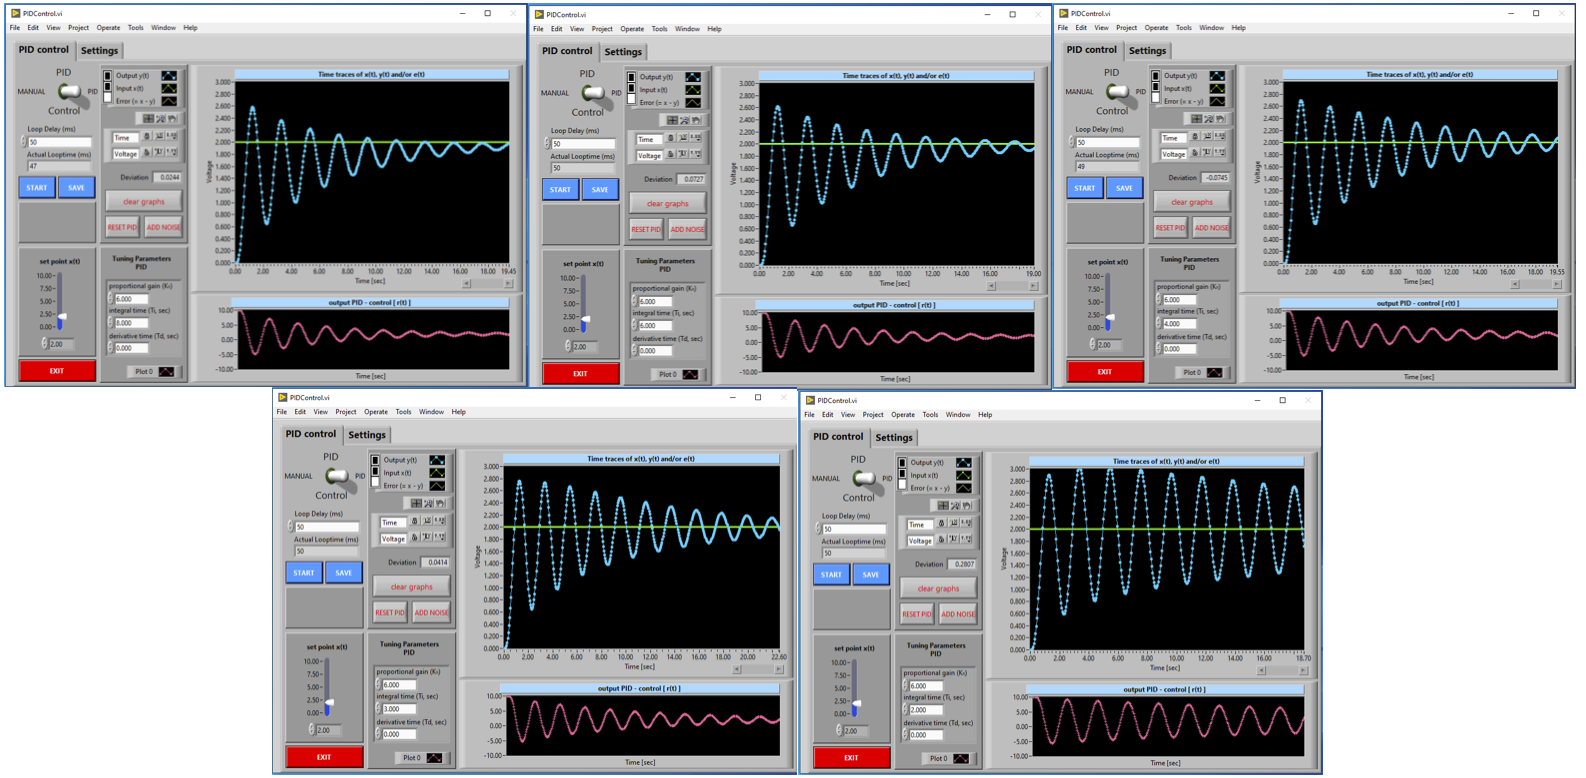 PIDControl.vi
File Edit View Project Operate Tools Window Help
PID control Settings
PID
MANUAL PID
Control
Loop Delay (ms)
50
Actual Looptime (ms)
47
START SAVE
Output y(t)
Input x(t)
Error (= x - y)
Time
Voltage
Deviation 0.0244
clear graphs
RESET PID ADD NOISE
set point x(t)
10.00
7.50
5.00
2.50
0.00
2.00
EXIT
Tuning Parameters
PID
proportional gain (Kc)
6.000
integral time (Ti, sec)
8.000
derivative time (Td, sec)
0.000
Plot 0
Time traces of x(t), y(t) and/or e(t)
Voltage
3.000
2.800
2.600
2.400
2.200
2.000
1.800
1.600
1.400
1.200
1.000
0.800
0.600
0.400
0.200
0.000
0.00 2.00 4.00 6.00 8.00 10.00 12.00 14.00 16.00 19.45
Time [sec]
output PID - control [ r(t) ]
10.00
5.00
0.00
-5.00
-10.00
Time [sec]
PIDControl.vi
File Edit View Project Operate Tools Window Help
PID control Settings
PID
MANUAL PID
Control
Loop Delay (ms)
50
Actual Looptime (ms)
50
START SAVE
Output y(t)
Input x(t)
Error (= x - y)
Time
Voltage
Deviation 0.0727
clear graphs
RESET PID ADD NOISE
set point x(t)
10.00
7.50
5.00
2.50
0.00
2.00
EXIT
Tuning Parameters
PID
proportional gain (Kc)
6.000
integral time (Ti, sec)
6.000
derivative time (Td, sec)
0.000
Plot 0
Time traces of x(t), y(t) and/or e(t)
Voltage
3.000
2.800
2.600
2.400
2.200
2.000
1.800
1.600
1.400
1.200
1.000
0.800
0.600
0.400
0.200
0.000
0.00 2.00 4.00 6.00 8.00 10.00 12.00 14.00 16.00 19.00
Time [sec]
output PID - control [ r(t) ]
10.00
5.00
0.00
-5.00
-10.00
Time [sec]
PIDControl.vi
File Edit View Project Operate Tools Window Help
PID control Settings
PID
MANUAL PID
Control
Loop Delay (ms)
50
Actual Looptime (ms)
49
START SAVE
Output y(t)
Input x(t)
Error (= x - y)
Time
Voltage
Deviation -0.0745
clear graphs
RESET PID ADD NOISE
set point x(t)
10.00
7.50
5.00
2.50
0.00
2.00
EXIT
Tuning Parameters
PID
proportional gain (Kc)
6.000
integral time (Ti, sec)
4.000
derivative time (Td, sec)
0.000
Plot 0
Time traces of x(t), y(t) and/or e(t)
Voltage
3.000
2.800
2.600
2.400
2.200
2.000
1.800
1.600
1.400
1.200
1.000
0.800
0.600
0.400
0.200
0.000
0.00 2.00 4.00 6.00 8.00 10.00 12.00 14.00 16.00 19.55
Time [sec]
output PID - control [ r(t) ]
10.00
5.00
0.00
-5.00
-10.00
Time [sec]
PIDControl.vi
File Edit View Project Operate Tools Window Help
PID control Settings
PID
MANUAL PID
Control
Loop Delay (ms)
50
Actual Looptime (ms)
50
START SAVE
Output y(t)
Input x(t)
Error (= x - y)
Time
Voltage
Deviation 0.0414
clear graphs
RESET PID ADD NOISE
set point x(t)
10.00
7.50
5.00
2.50
0.00
2.00
EXIT
Tuning Parameters
PID
proportional gain (Kc)
6.000
integral time (Ti, sec)
3.000
derivative time (Td, sec)
0.000
Plot 0
Time traces of x(t), y(t) and/or e(t)
Voltage
3.000
2.800
2.600
2.400
2.200
2.000
1.800
1.600
1.400
1.200
1.000
0.800
0.600
0.400
0.200
0.000
0.00 2.00 4.00 6.00 8.00 10.00 12.00 14.00 16.00 18.00 20.00 22.60
Time [sec]
output PID - control [ r(t) ]
10.00
5.00
0.00
-5.00
-10.00
Time [sec]
PIDControl.vi
File Edit View Project Operate Tools Window Help
PID control Settings
PID
MANUAL PID
Control
Loop Delay (ms)
50
Actual Looptime (ms)
50
START SAVE
Output y(t)
Input x(t)
Error (= x - y)
Time
Voltage
Deviation 0.2807
clear graphs
RESET PID ADD NOISE
set point x(t)
10.00
7.50
5.00
2.50
0.00
2.00
EXIT
Tuning Parameters
PID
proportional gain (Kc)
6.000
integral time (Ti, sec)
2.000
derivative time (Td, sec)
0.000
Plot 0
Time traces of x(t), y(t) and/or e(t)
Voltage
3.000
2.800
2.600
2.400
2.200
2.000
1.800
1.600
1.400
1.200
1.000
0.800
0.600
0.400
0.200
0.000
0.00 2.00 4.00 6.00 8.00 10.00 12.00 14.00 16.00 18.70
Time [sec]
output PID - control [ r(t) ]
10.00
5.00
0.00
-5.00
-10.00
Time [sec]